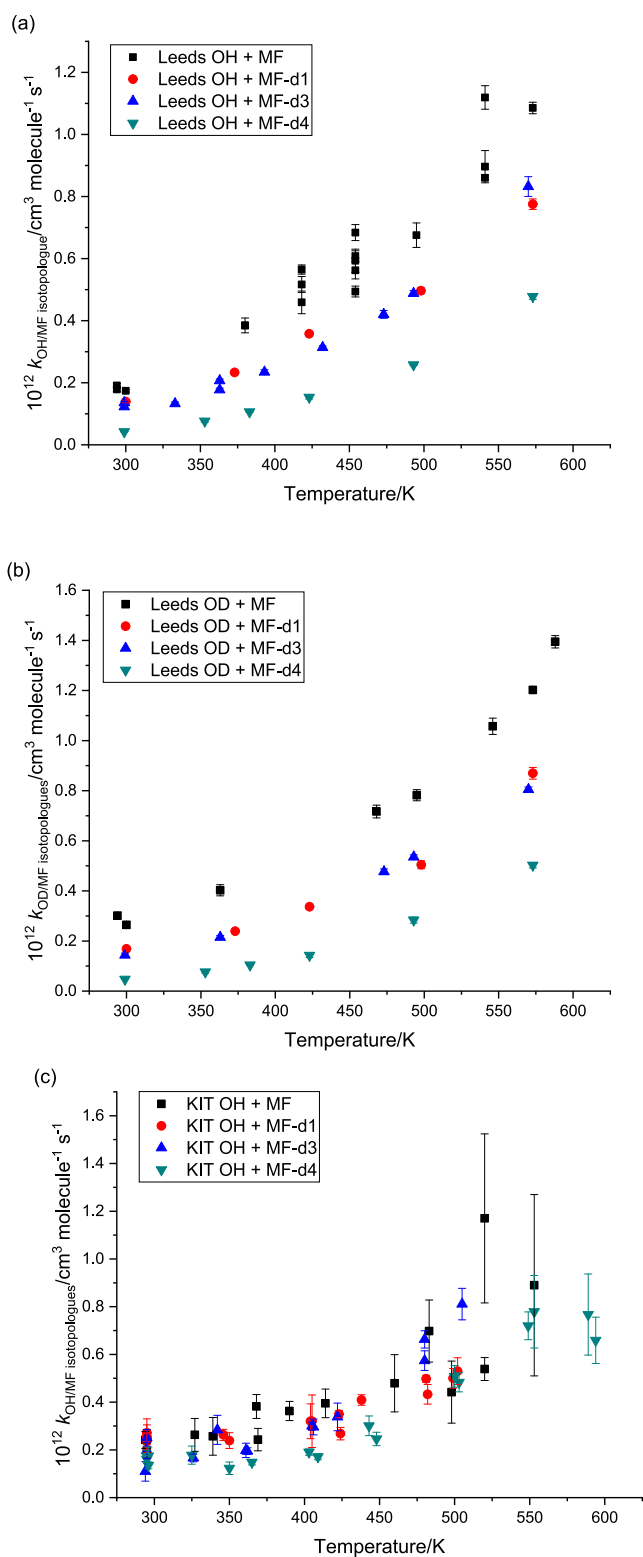 (a)
Leeds OH + MF
Leeds OH + MF-d1
Leeds OH + MF-d3
Leeds OH + MF-d4
10¹² k_OH/MF isotopologue/cm³ molecule⁻¹ s⁻¹
1.2
1.0
0.8
0.6
0.4
0.2
0.0
300 350 400 450 500 550 600
Temperature/K
(b)
Leeds OD + MF
Leeds OD + MF-d1
Leeds OD + MF-d3
Leeds OD + MF-d4
10¹² k_OD/MF isotopologues/cm³ molecule⁻¹ s⁻¹
1.6
1.4
1.2
1.0
0.8
0.6
0.4
0.2
0.0
300 350 400 450 500 550 600
Temperature/K
(c)
KIT OH + MF
KIT OH + MF-d1
KIT OH + MF-d3
KIT OH + MF-d4
10¹² k_OH/MF isotopologues/cm³ molecule⁻¹ s⁻¹
1.6
1.4
1.2
1.0
0.8
0.6
0.4
0.2
0.0
300 350 400 450 500 550 600
Temperature/K